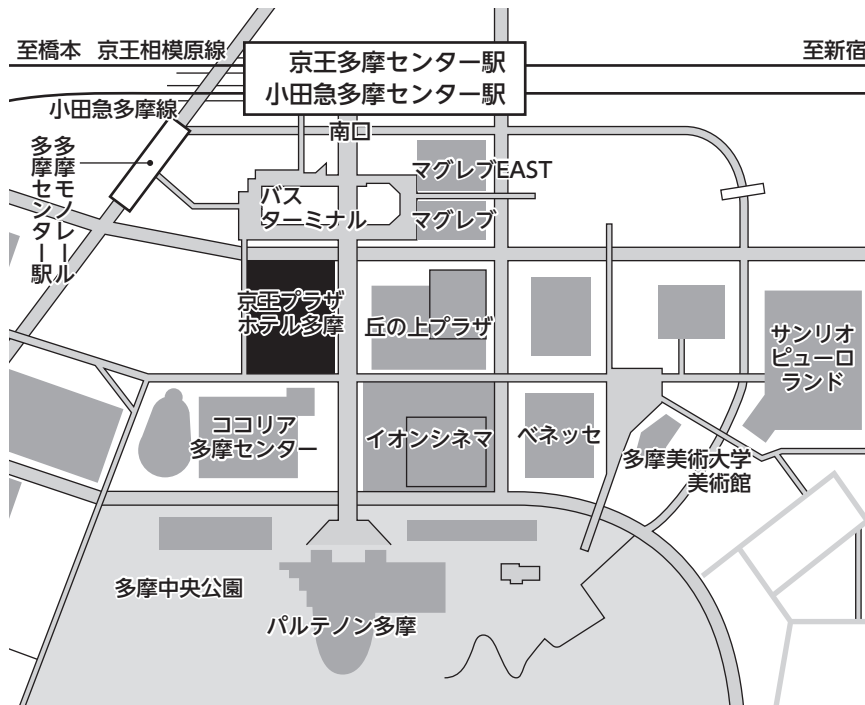 至橋本 京王相模原線
至新宿
京王多摩センター駅
小田急多摩センター駅
小田急多摩線
南口
多摩モノレール
多摩センター駅
マグレブEAST
バス
ターミナル
マグレブ
京王プラザ
ホテル多摩
丘の上プラザ
サンリオ
ピューロ
ランド
ココリア
多摩センター
イオンシネマ
ベネッセ
多摩美術大学
美術館
多摩中央公園
パルテノン多摩